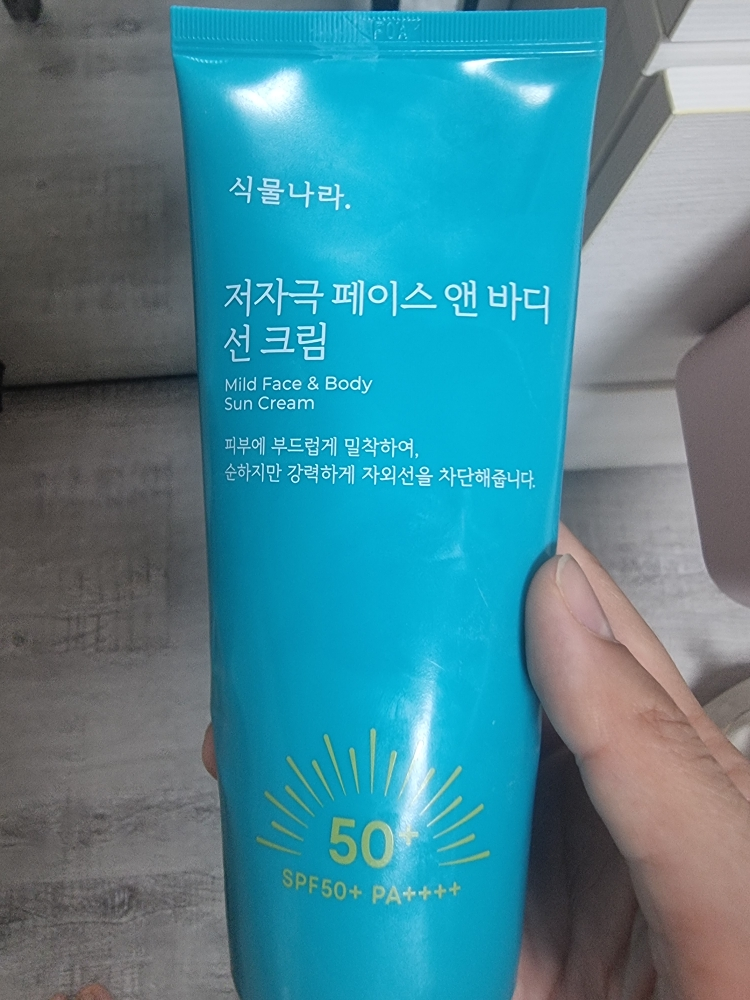 식물나라.
저자극 페이스 앤 바디
선 크림
Mild Face & Body
Sun Cream
피부에 부드럽게 밀착하여,
순하지만 강력하게 자외선을 차단해줍니다.
50+
SPF50+ PA++++